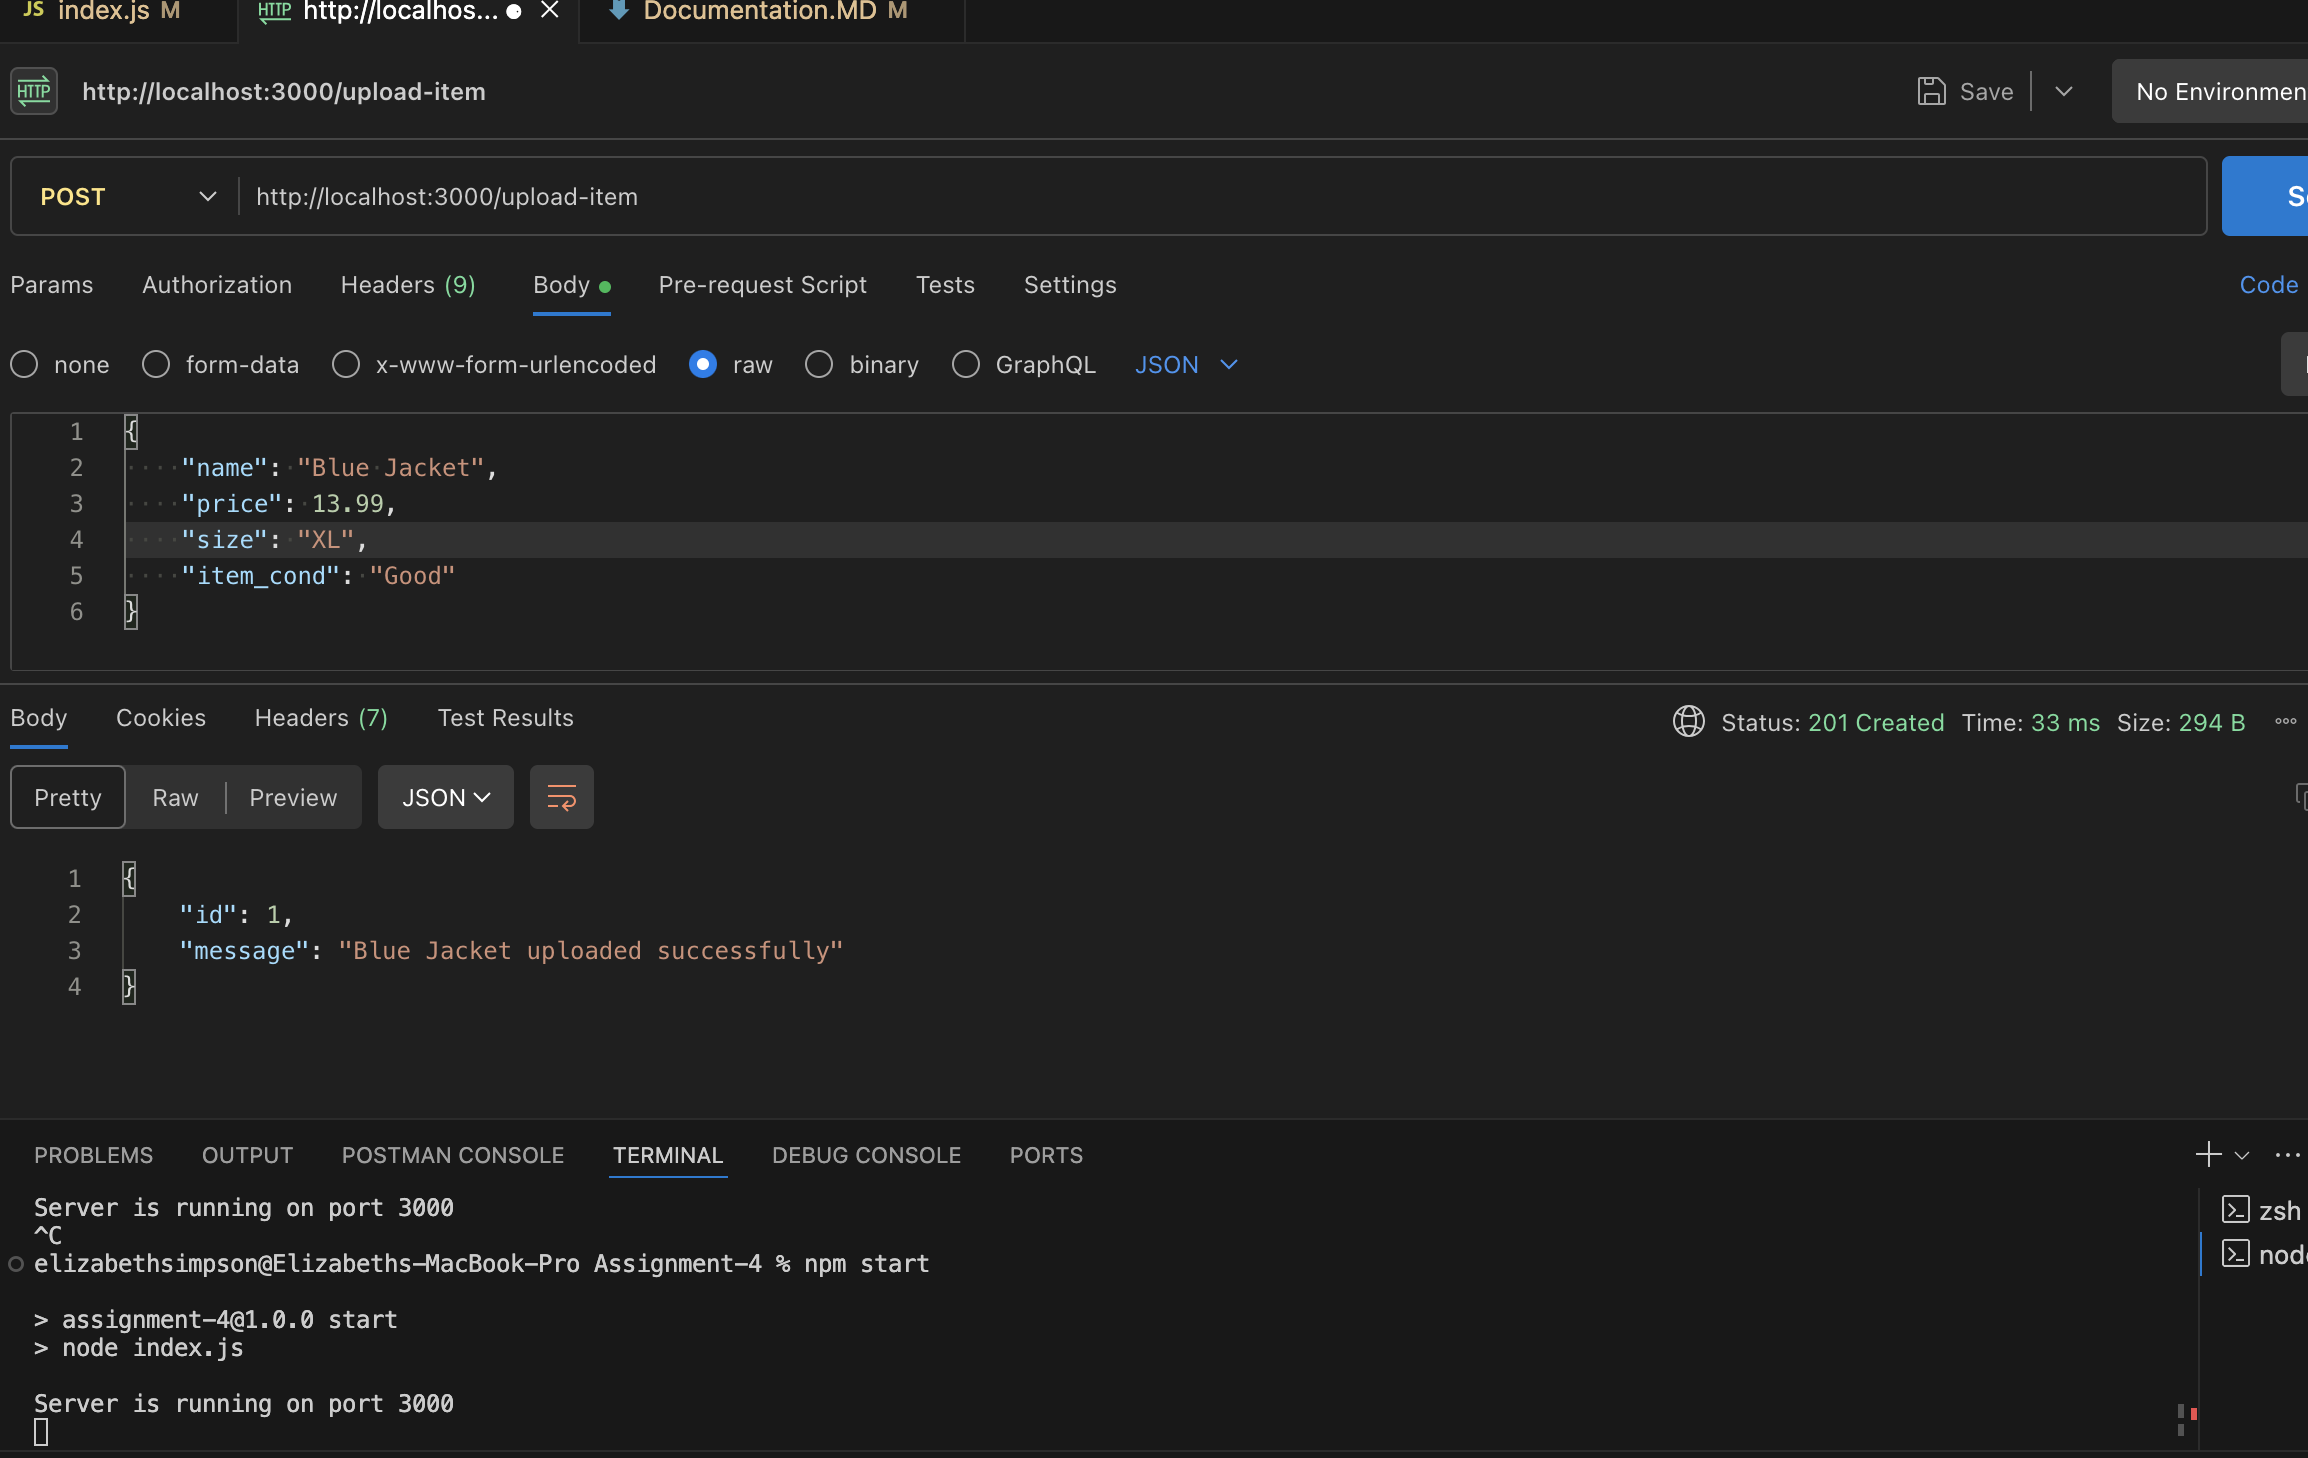 JS index.js M HTTP http://localhos... Documentation.MD M
HTTP http://localhost:3000/upload-item Save No Environmen
POST http://localhost:3000/upload-item
Params Authorization Headers (9) Body Pre-request Script Tests Settings Code
none form-data x-www-form-urlencoded raw binary GraphQL JSON
1 {
2 "name": "Blue Jacket",
3 "price": 13.99,
4 "size": "XL",
5 "item_cond": "Good"
6 }
Body Cookies Headers (7) Test Results Status: 201 Created Time: 33 ms Size: 294 B
Pretty Raw Preview JSON
1 {
2 "id": 1,
3 "message": "Blue Jacket uploaded successfully"
4 }
PROBLEMS OUTPUT POSTMAN CONSOLE TERMINAL DEBUG CONSOLE PORTS
Server is running on port 3000
^C
elizabethsimpson@Elizabeths-MacBook-Pro Assignment-4 % npm start
> assignment-4@1.0.0 start
> node index.js
Server is running on port 3000
zsh
node